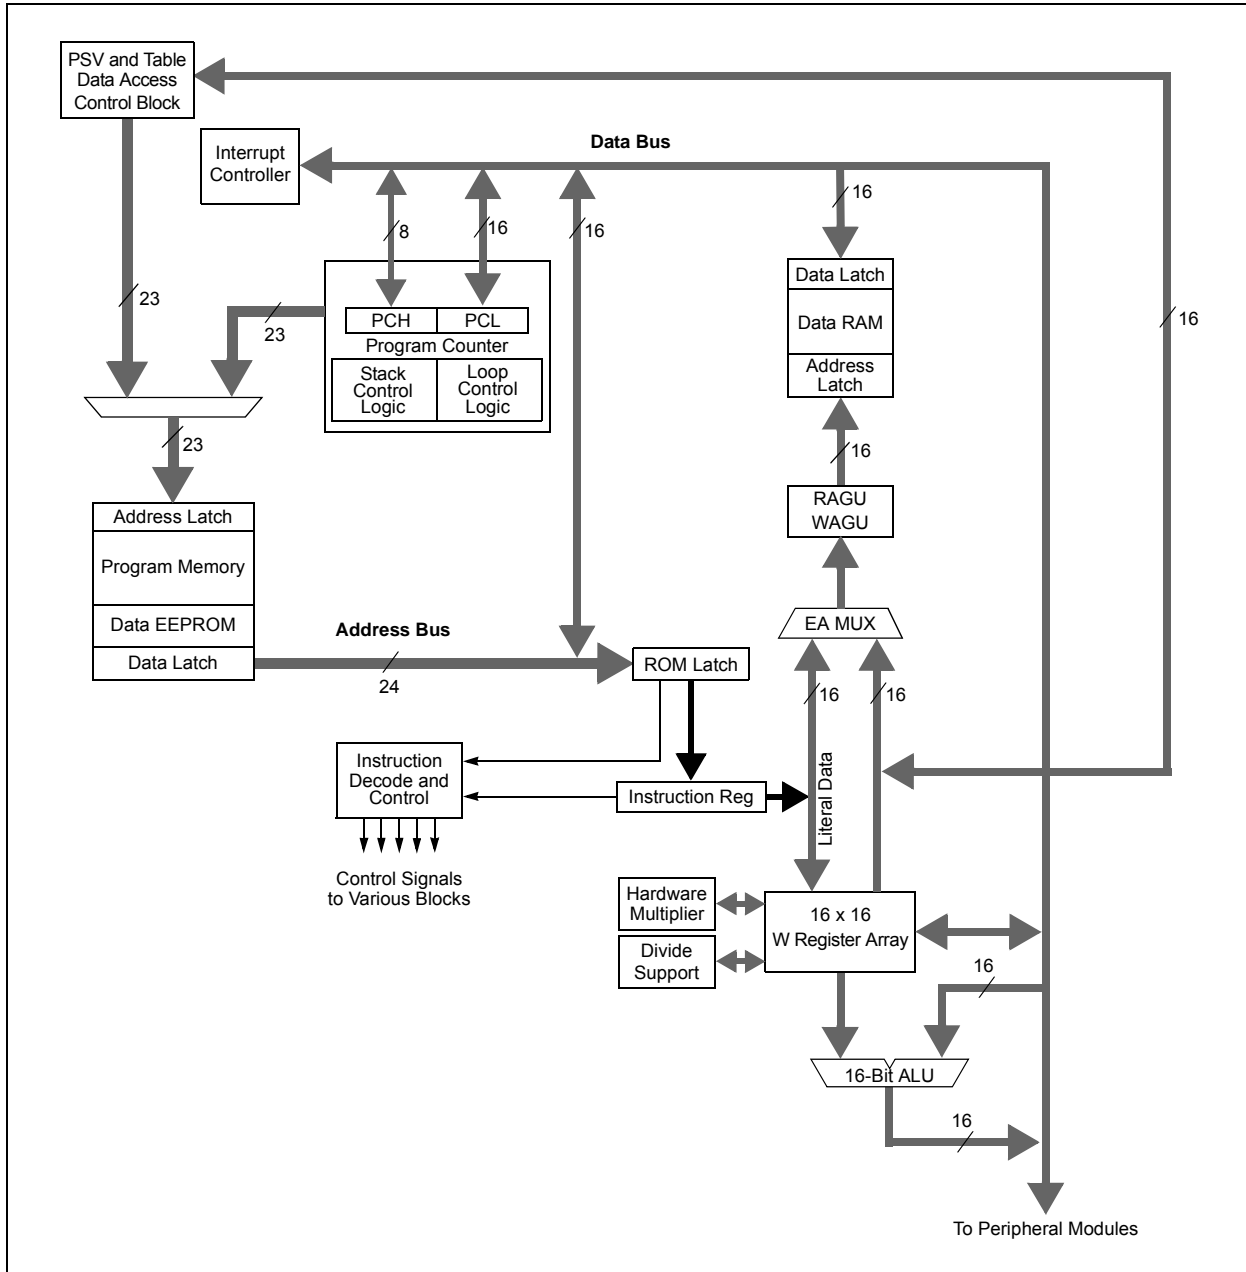 PSV and Table
Data Access
Control Block
Data Bus
Interrupt
Controller
16
8
16
16
Data Latch
Data RAM
Address
Latch
23
23
PCH
PCL
Program Counter
Stack
Control
Logic
Loop
Control
Logic
16
23
16
RAGU
WAGU
Address Latch
Program Memory
Data EEPROM
Data Latch
Address Bus
24
EA MUX
ROM Latch
16
16
Instruction
Decode and
Control
Instruction Reg
Literal Data
Control Signals
to Various Blocks
Hardware
Multiplier
16 x 16
W Register Array
Divide
Support
16
16-Bit ALU
16
To Peripheral Modules